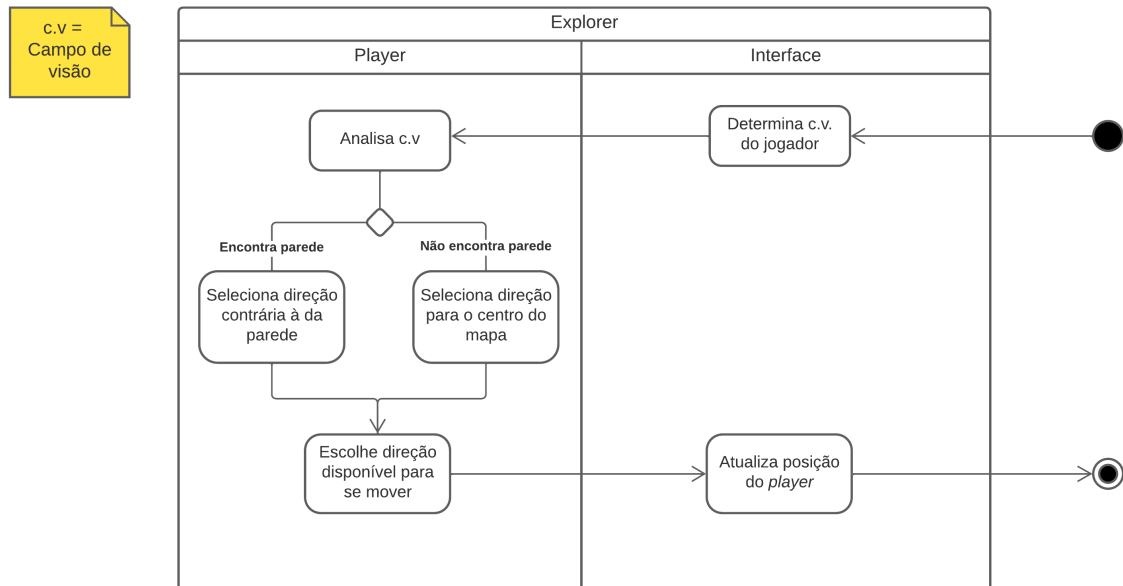 c.v =
Campo de
visão
Explorer
Player
Interface
Analisa c.v
Determina c.v.
do jogador
Encontra parede
Não encontra parede
Seleciona direção
contrária à da
parede
Seleciona direção
para o centro do
mapa
Escolhe direção
disponível para
se mover
Atualiza posição
do player